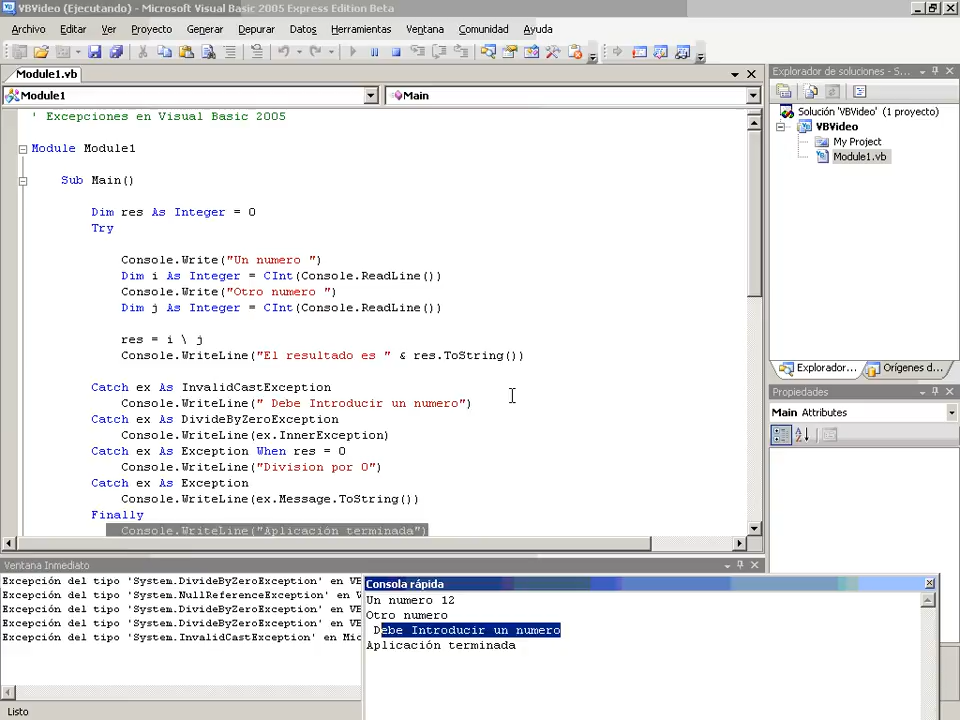 VBVideo (Ejecutando) - Microsoft Visual Basic 2005 Express Edition Beta
Archivo Editar Ver Proyecto Generar Depurar Datos Herramientas Ventana Comunidad Ayuda
Module1.vb
Module1
Main
' Excepciones en Visual Basic 2005
Module Module1
Sub Main()
Dim res As Integer = 0
Try
Console.Write("Un numero ")
Dim i As Integer = CInt(Console.ReadLine())
Console.Write("Otro numero ")
Dim j As Integer = CInt(Console.ReadLine())
res = i \ j
Console.WriteLine("El resultado es " & res.ToString())
Catch ex As InvalidCastException
Console.WriteLine(" Debe Introducir un numero")
Catch ex As DivideByZeroException
Console.WriteLine(ex.InnerException)
Catch ex As Exception When res = 0
Console.WriteLine("Division por 0")
Catch ex As Exception
Console.WriteLine(ex.Message.ToString())
Finally
Console.WriteLine("Aplicación terminada")
Explorador de soluciones - S...
Solución 'VBVideo' (1 proyecto)
VBVideo
My Project
Module1.vb
Explorador... Orígenes d...
Propiedades
Main Attributes
Ventana Inmediato
Excepción del tipo 'System.DivideByZeroException' en VB
Excepción del tipo 'System.NullReferenceException' en V
Excepción del tipo 'System.DivideByZeroException' en VB
Excepción del tipo 'System.DivideByZeroException' en VB
Excepción del tipo 'System.InvalidCastException' en Mic
Consola rápida
Un numero 12
Otro numero
Debe Introducir un numero
Aplicación terminada
Listo